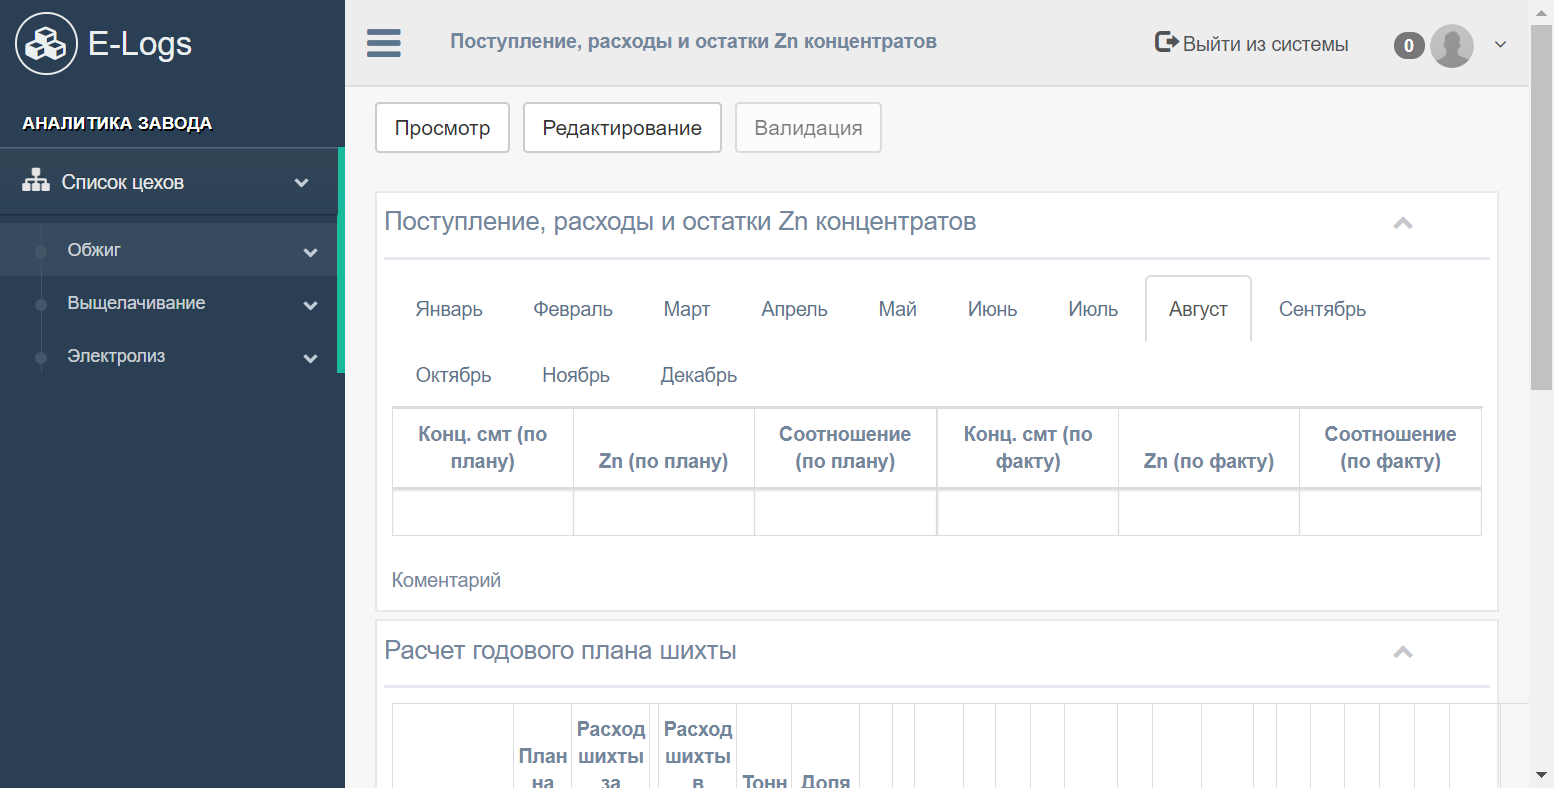 E-Logs
Поступление, расходы и остатки Zn концентратов
Выйти из системы
0
АНАЛИТИКА ЗАВОДА
Список цехов
Обжиг
Выщелачивание
Электролиз
Просмотр
Редактирование
Валидация
Поступление, расходы и остатки Zn концентратов
Январь Февраль Март Апрель Май Июнь Июль Август Сентябрь
Октябрь Ноябрь Декабрь
Конц. смт (по
плану)
Zn (по плану)
Соотношение
(по плану)
Конц. смт (по
факту)
Zn (по факту)
Соотношение
(по факту)
Коментарий
Расчет годового плана шихты
План
на
Расход
шихты
за
Расход
шихты
в
Тонн
Доля